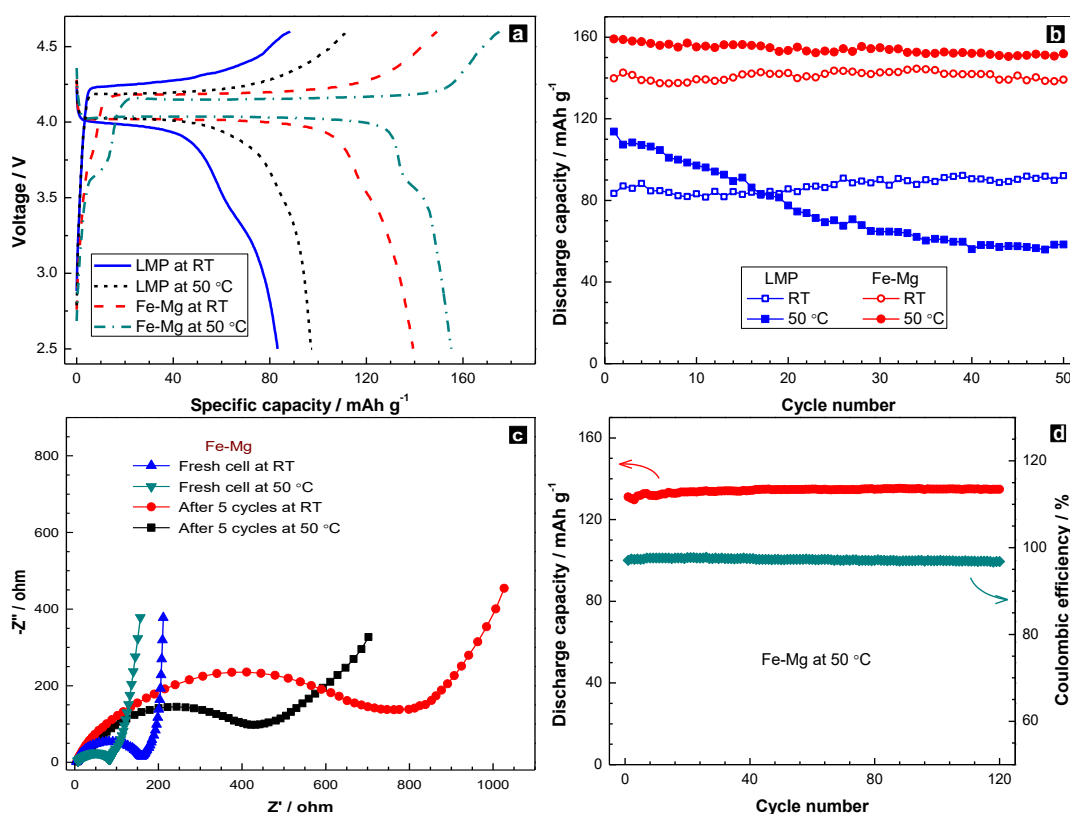 a
4.5
4.0
3.5
3.0
2.5
Voltage / V
LMP at RT
LMP at 50 °C
Fe-Mg at RT
Fe-Mg at 50 °C
0 40 80 120 160
Specific capacity / mAh g-1
b
160
120
80
40
0
Discharge capacity / mAh g-1
LMP Fe-Mg
RT RT
50 °C 50 °C
0 10 20 30 40 50
Cycle number
c
800
600
400
200
0
-Z'' / ohm
Fe-Mg
Fresh cell at RT
Fresh cell at 50 °C
After 5 cycles at RT
After 5 cycles at 50 °C
0 200 400 600 800 1000
Z' / ohm
d
160
140
120
100
80
60
40
20
0
Discharge capacity / mAh g-1
120
100
80
60
Coulombic efficiency / %
Fe-Mg at 50 °C
0 40 80 120
Cycle number